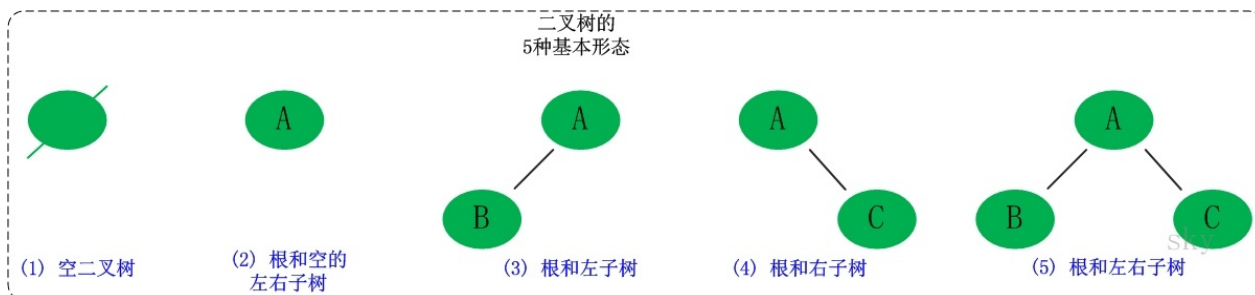 二叉树的
5种基本形态
A
A
A
A
B
C
B
C
sky
(1) 空二叉树
(2) 根和空的
左右子树
(3) 根和左子树
(4) 根和右子树
(5) 根和左右子树